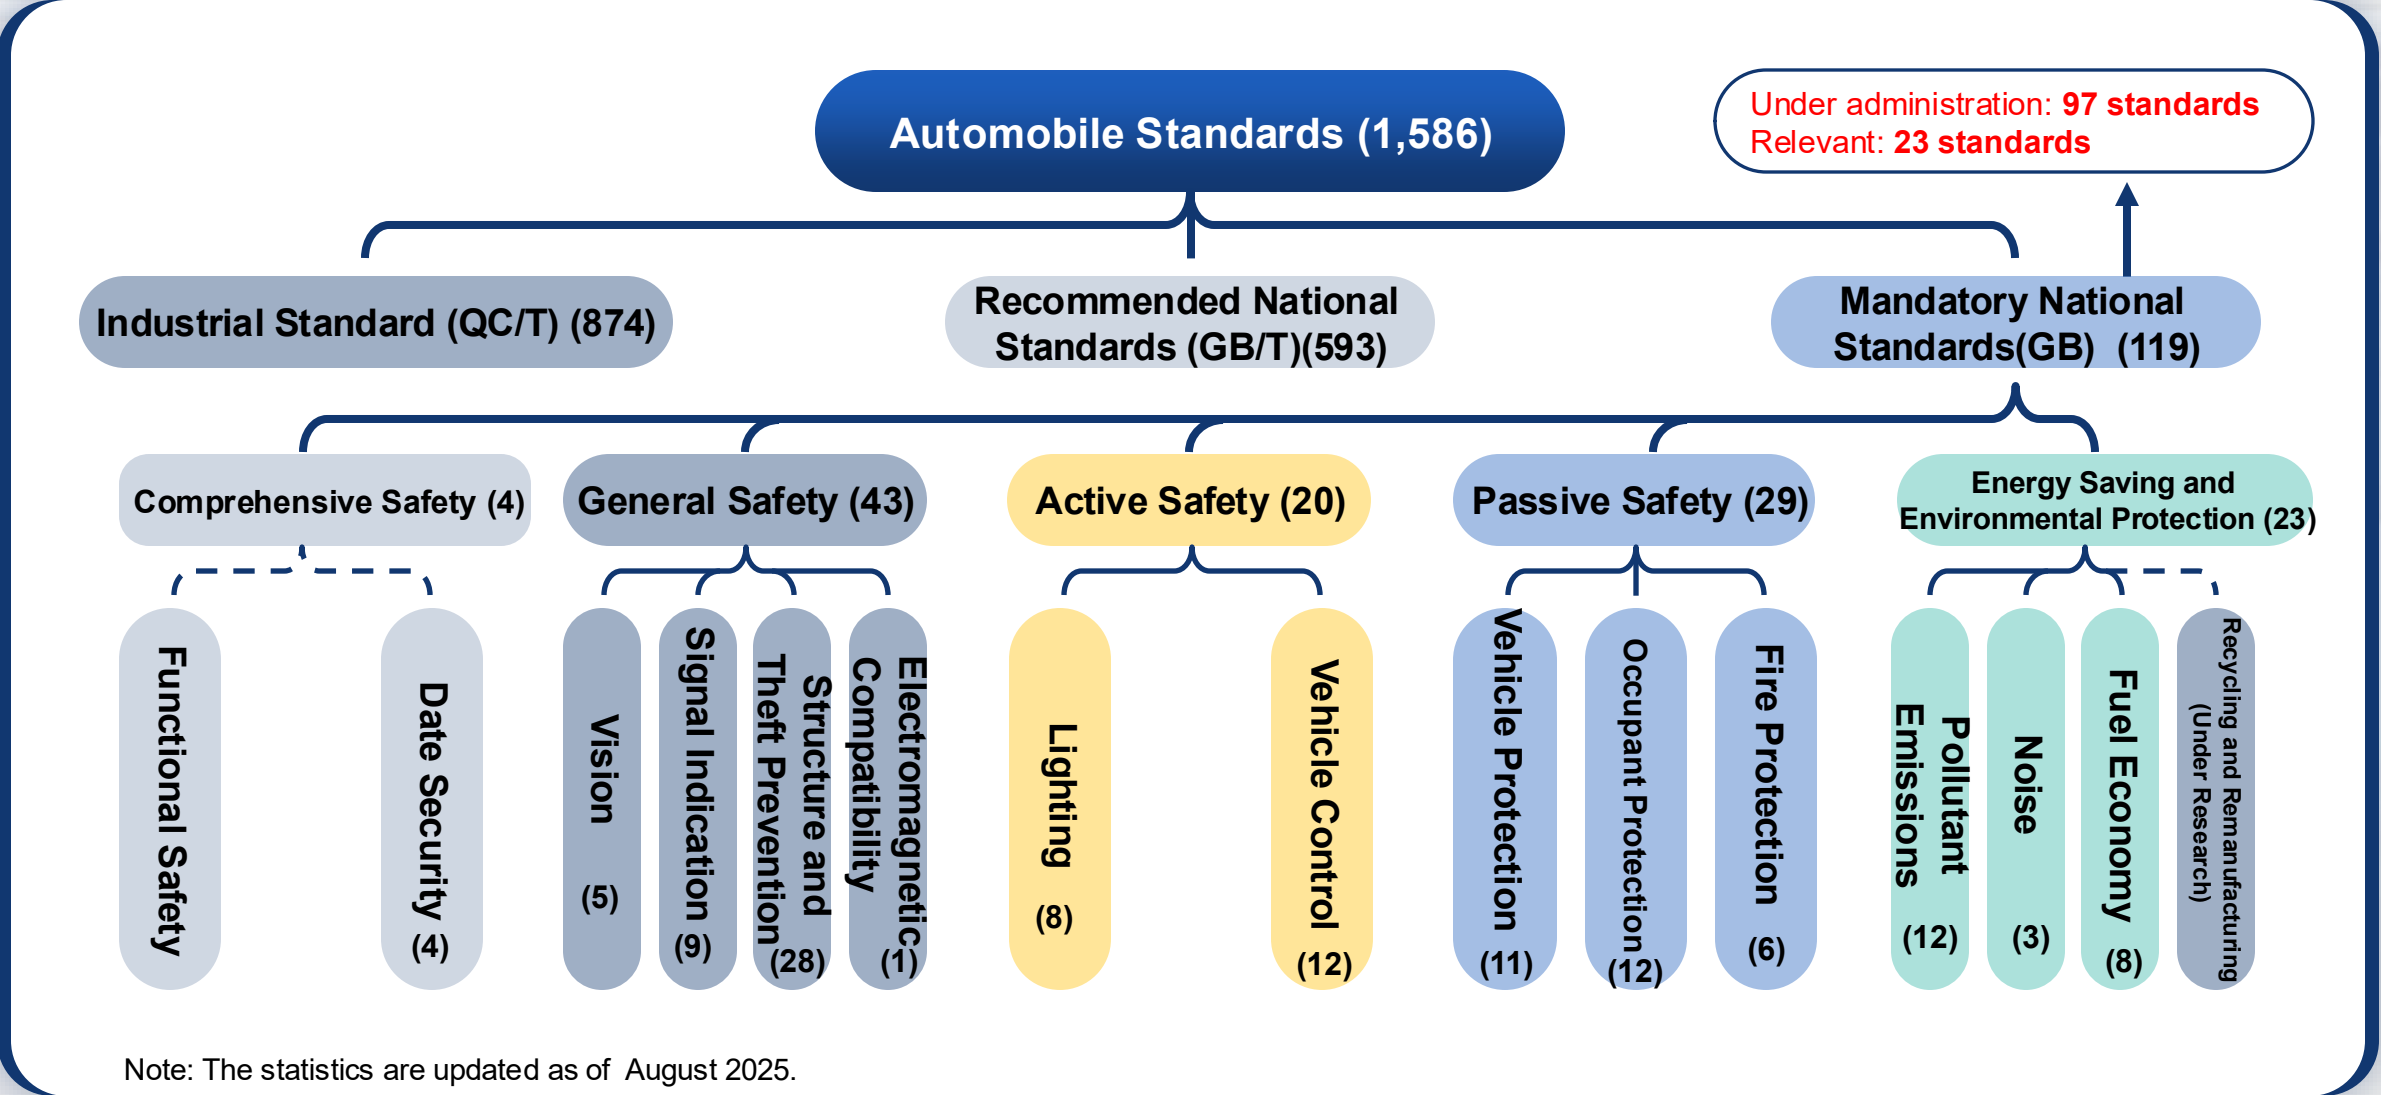 Automobile Standards (1,586)
Under administration: 97 standards
Relevant: 23 standards
Industrial Standard (QC/T) (874)
Recommended National
Standards (GB/T)(593)
Mandatory National
Standards(GB) (119)
Comprehensive Safety (4)
General Safety (43)
Active Safety (20)
Passive Safety (29)
Energy Saving and
Environmental Protection (23)
Functional Safety
Date Security
(4)
Vision
(5)
Signal Indication
(9)
Structure and
Theft Prevention
(28)
Electromagnetic
Compatibility
(1)
Lighting
(8)
Vehicle Control
(12)
Vehicle Protection
(11)
Occupant Protection
(12)
Fire Protection
(6)
Pollutant
Emissions
(12)
Noise
(3)
Fuel Economy
(8)
Recycling and Remanufacturing
(Under Research)
Note: The statistics are updated as of August 2025.